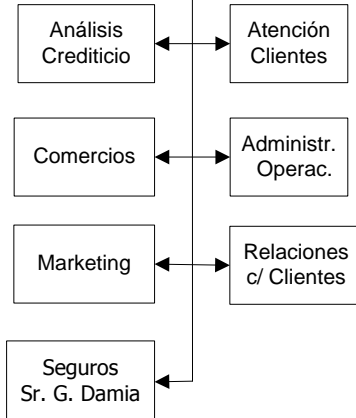 Análisis
Crediticio
Atención
Clientes
Comercios
Administr.
Operac.
Marketing
Relaciones
c/ Clientes
Seguros
Sr. G. Damia